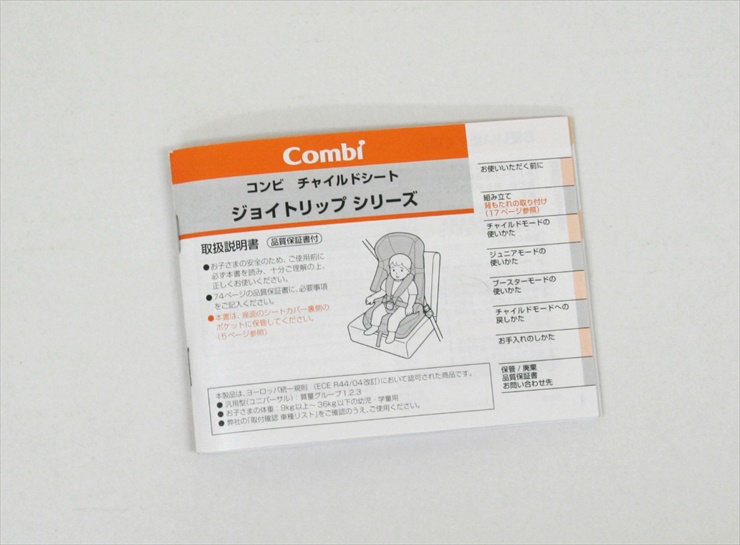 Combi
コンビ チャイルドシート
ジョイトリップ シリーズ
取扱説明書 (品質保証書付)
●お子さまの安全のため、ご使用前に
必ず本書を読み、十分ご理解の上、
正しくお使いください。
●74ページの品質保証書に、必要事項
をご記入ください。
●本書は、座面のシートカバー裏側の
ポケットに保管してください。
(5ページ参照)
本製品は、ヨーロッパ統一規則 (ECE R44/04改訂)において認可された商品です。
●汎用型(ユニバーサル):質量グループ1,2,3
●お子さまの体重:9kg以上~36kg以下の幼児・学童用
●弊社の「取付確認 車種リスト」をご確認のうえ、ご使用ください。
お使いいただく前に
組み立て
背もたれの取り付け
(17ページ参照)
チャイルドモードの
使いかた
ジュニアモードの
使いかた
ブースターモードの
使いかた
チャイルドモードへの
戻しかた
お手入れのしかた
保管/廃棄
品質保証書
お問い合わせ先